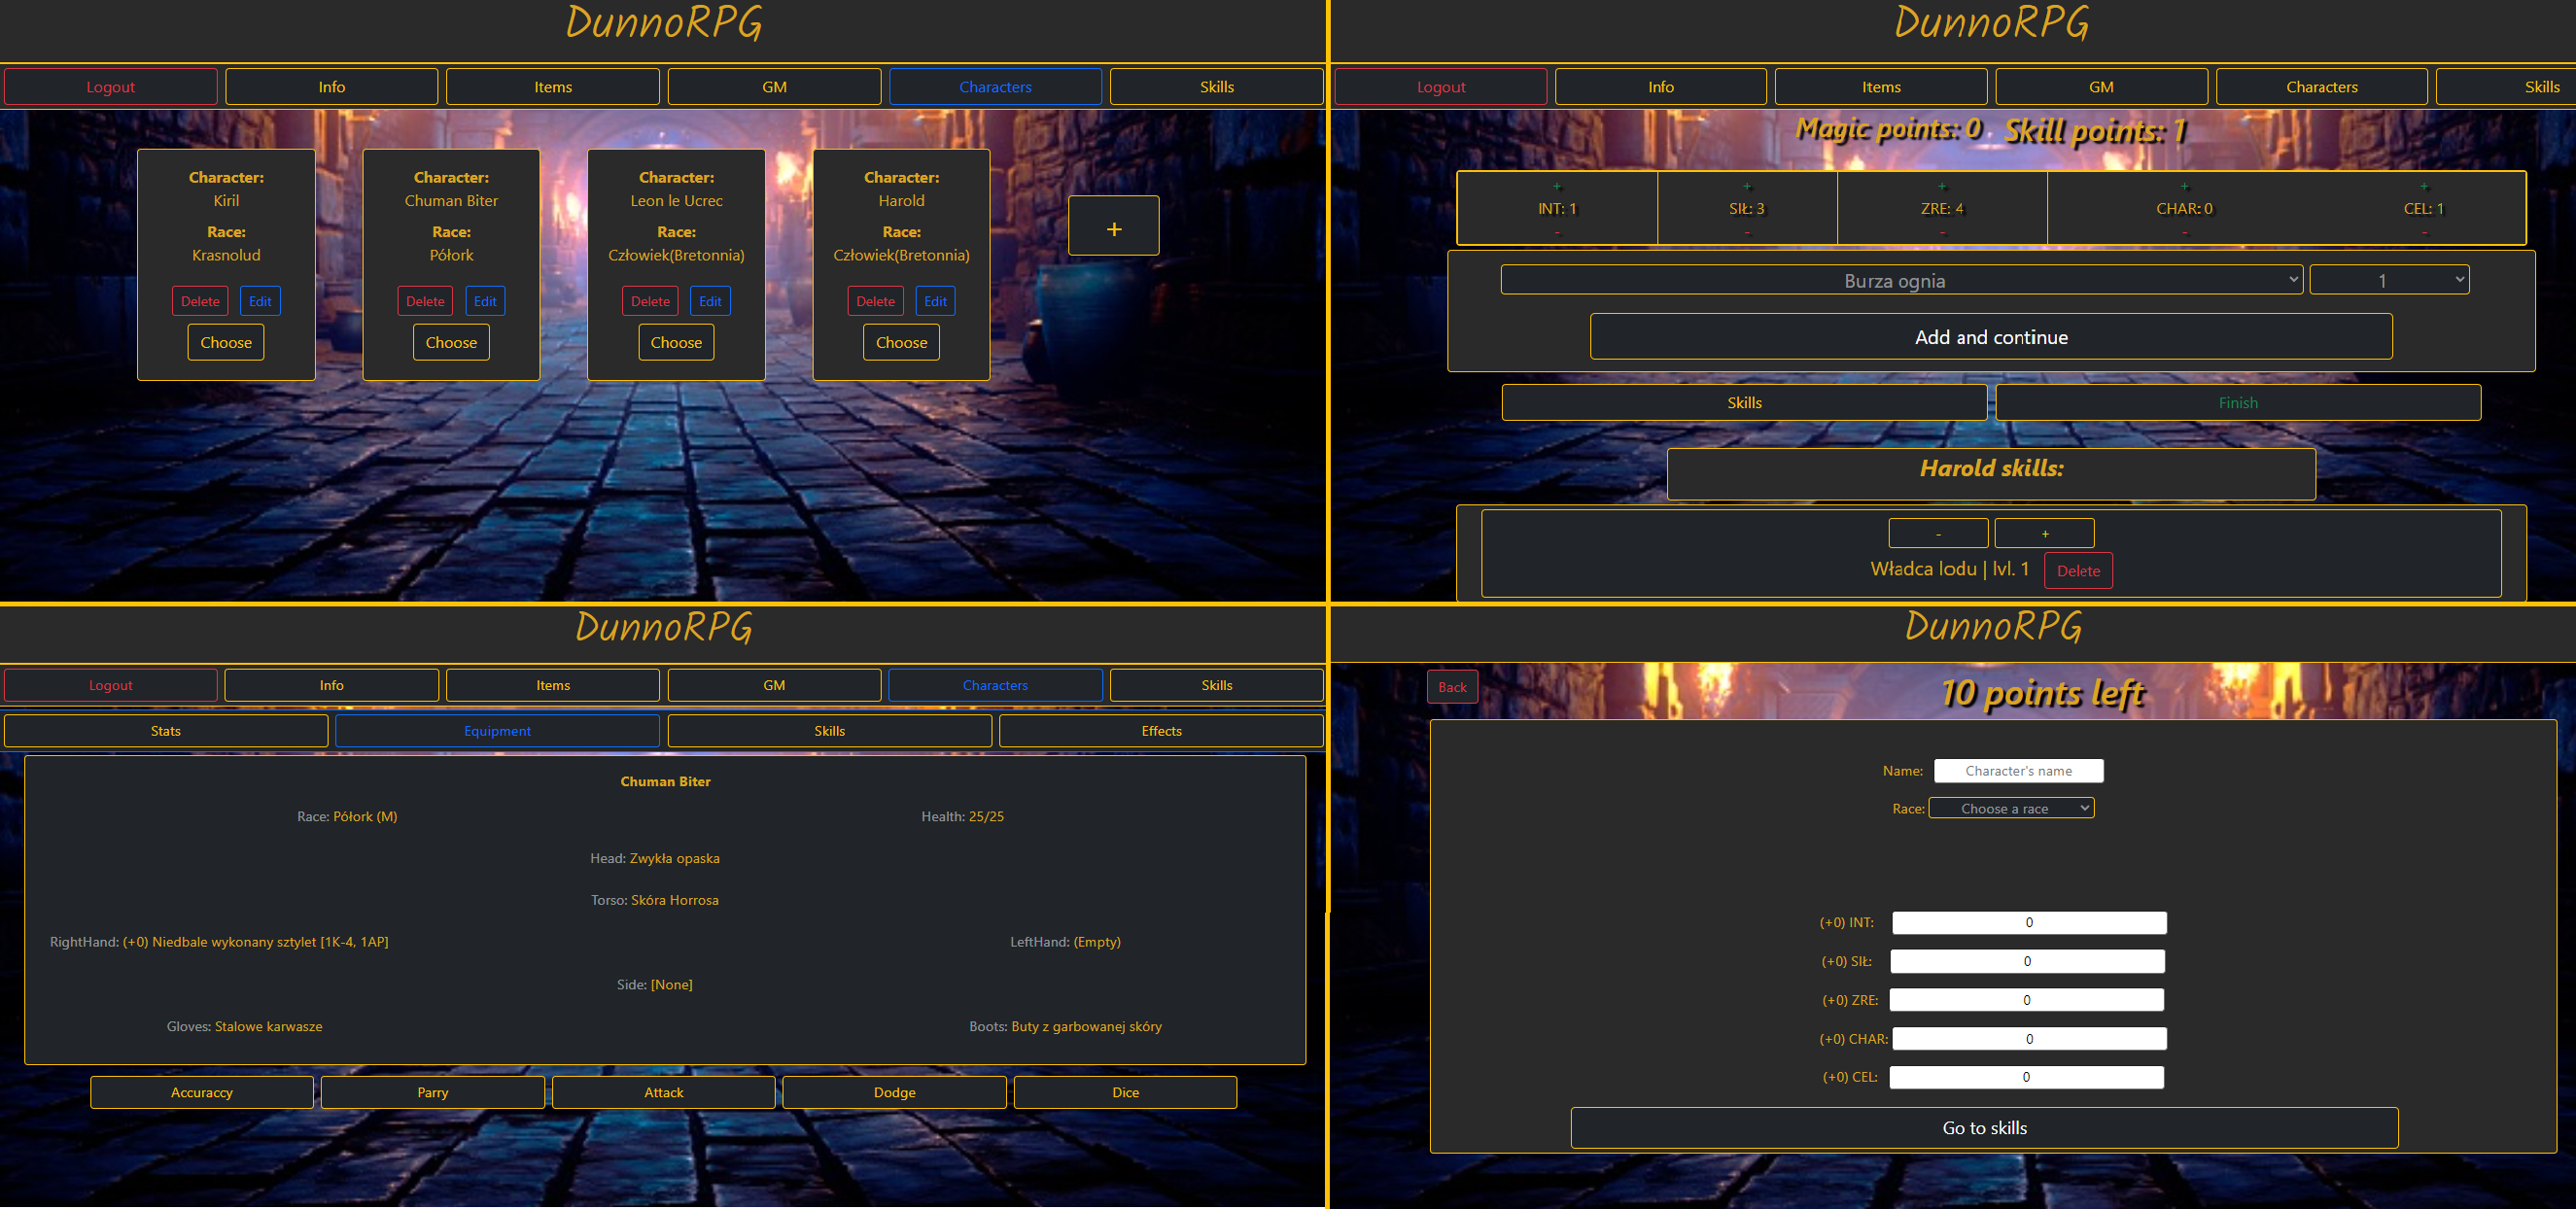 DunnoRPG
Logout Info Items GM Characters Skills
Character: Character: Character: Character:
Kiril Chuman Biter Leon le Ucrec Harold
Race: Race: Race: Race:
Krasnolud Półork Człowiek(Bretonnia) Człowiek(Bretonnia)
+
Delete Edit Delete Edit Delete Edit Delete Edit
Choose Choose Choose Choose
DunnoRPG
Logout Info Items GM Characters Skills
Magic points: 0 Skill points: 1
+ + + + +
INT: 1 SIŁ: 3 ZRE: 4 CHAR: 0 CEL: 1
- - - - -
Burza ognia 1
Add and continue
Skills Finish
Harold skills:
- +
Władca lodu | lvl. 1 Delete
DunnoRPG
Logout Info Items GM Characters Skills
Stats Equipment Skills Effects
Chuman Biter
Race: Półork (M) Health: 25/25
Head: Zwykła opaska
Torso: Skóra Horrosa
RightHand: (+0) Niedbale wykonany sztylet [1K-4, 1AP] LeftHand: (Empty)
Side: [None]
Gloves: Stalowe karwasze Boots: Buty z garbowanej skóry
Accuraccy Parry Attack Dodge Dice
DunnoRPG
Back 10 points left
Name: Character's name
Race: Choose a race
(+0) INT: 0
(+0) SIŁ: 0
(+0) ZRE: 0
(+0) CHAR: 0
(+0) CEL: 0
Go to skills